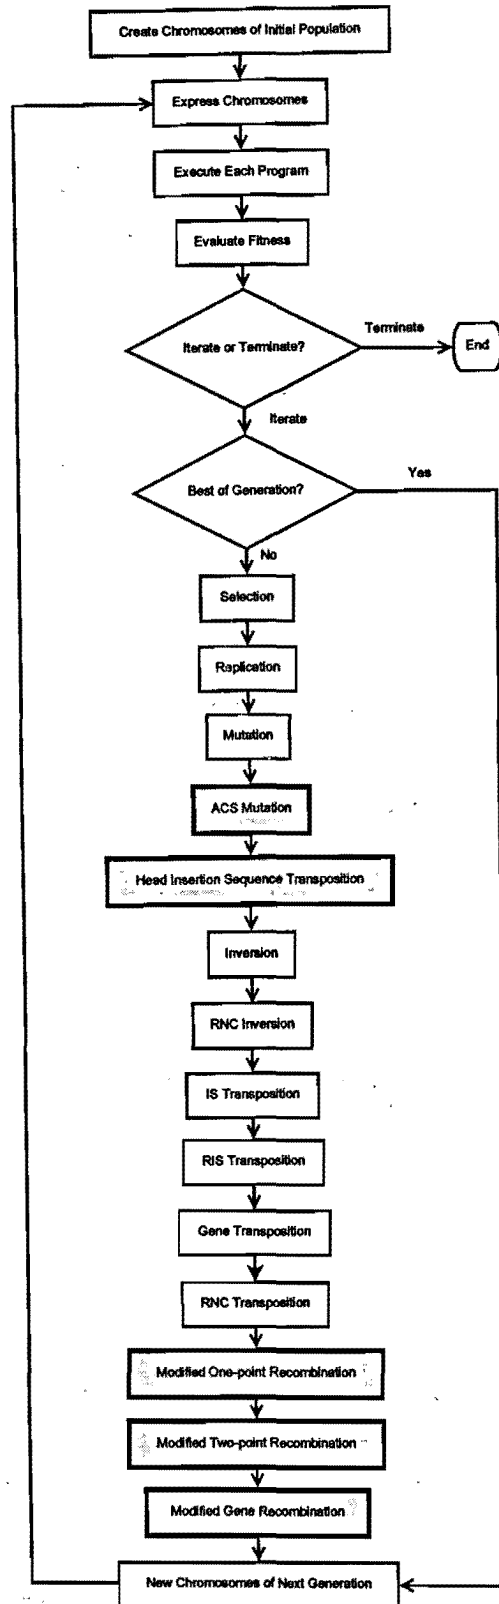 Create Chromosomes of Initial Population
Express Chromosomes
Execute Each Program
Evaluate Fitness
Iterate or Terminate?
Terminate
End
Iterate
Best of Generation?
Yes
No
Selection
Replication
Mutation
ACS Mutation
Head Insertion Sequence Transposition
Inversion
RNC Inversion
IS Transposition
RIS Transposition
Gene Transposition
RNC Transposition
Modified One-point Recombination
Modified Two-point Recombination
Modified Gene Recombination
New Chromosomes of Next Generation